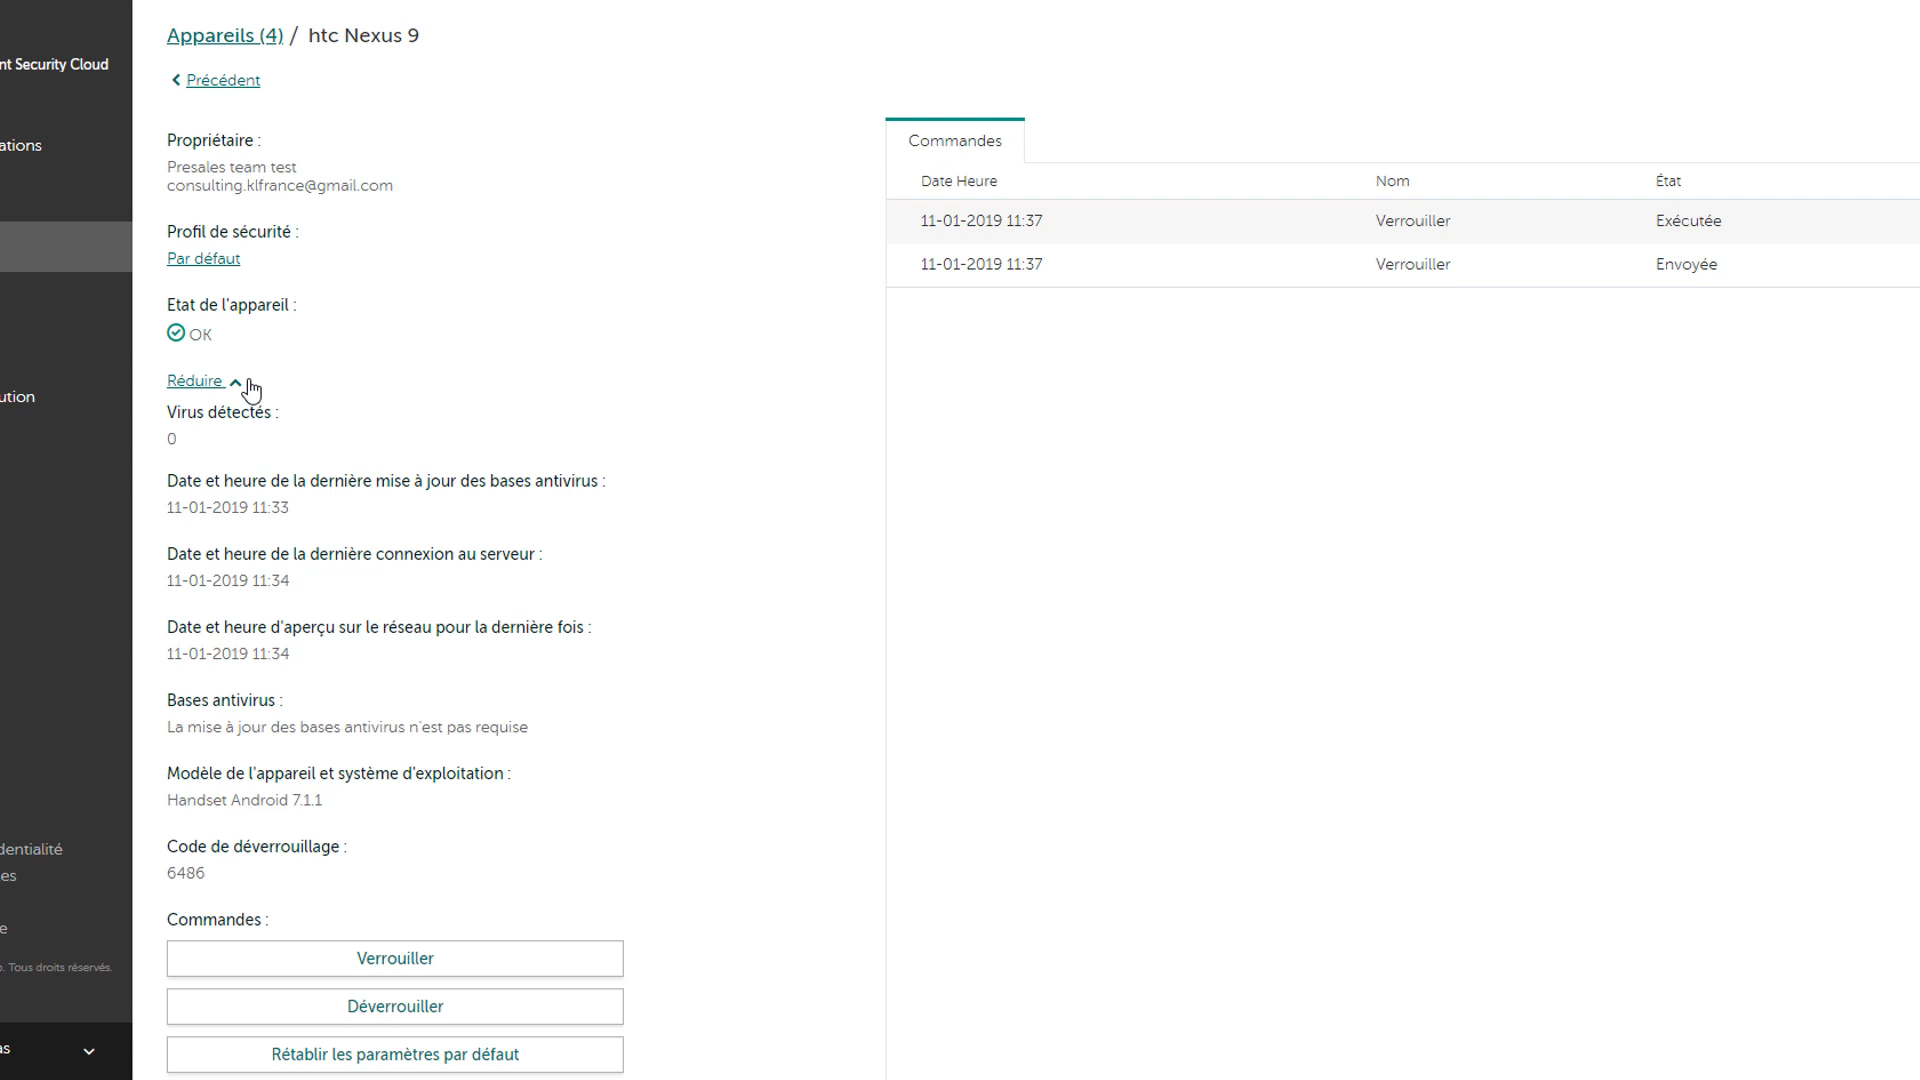 nt Security Cloud
ations
ution
dentialité
es
e
o. Tous droits réservés.
as
Appareils (4) / htc Nexus 9
Précédent
Propriétaire :
Presales team test
consulting.klfrance@gmail.com
Profil de sécurité :
Par défaut
Etat de l'appareil :
OK
Réduire
Virus détectés :
0
Date et heure de la dernière mise à jour des bases antivirus :
11-01-2019 11:33
Date et heure de la dernière connexion au serveur :
11-01-2019 11:34
Date et heure d'aperçu sur le réseau pour la dernière fois :
11-01-2019 11:34
Bases antivirus :
La mise à jour des bases antivirus n'est pas requise
Modèle de l'appareil et système d'exploitation :
Handset Android 7.1.1
Code de déverrouillage :
6486
Commandes :
Verrouiller
Déverrouiller
Rétablir les paramètres par défaut
Commandes
Date Heure Nom État
11-01-2019 11:37 Verrouiller Exécutée
11-01-2019 11:37 Verrouiller Envoyée